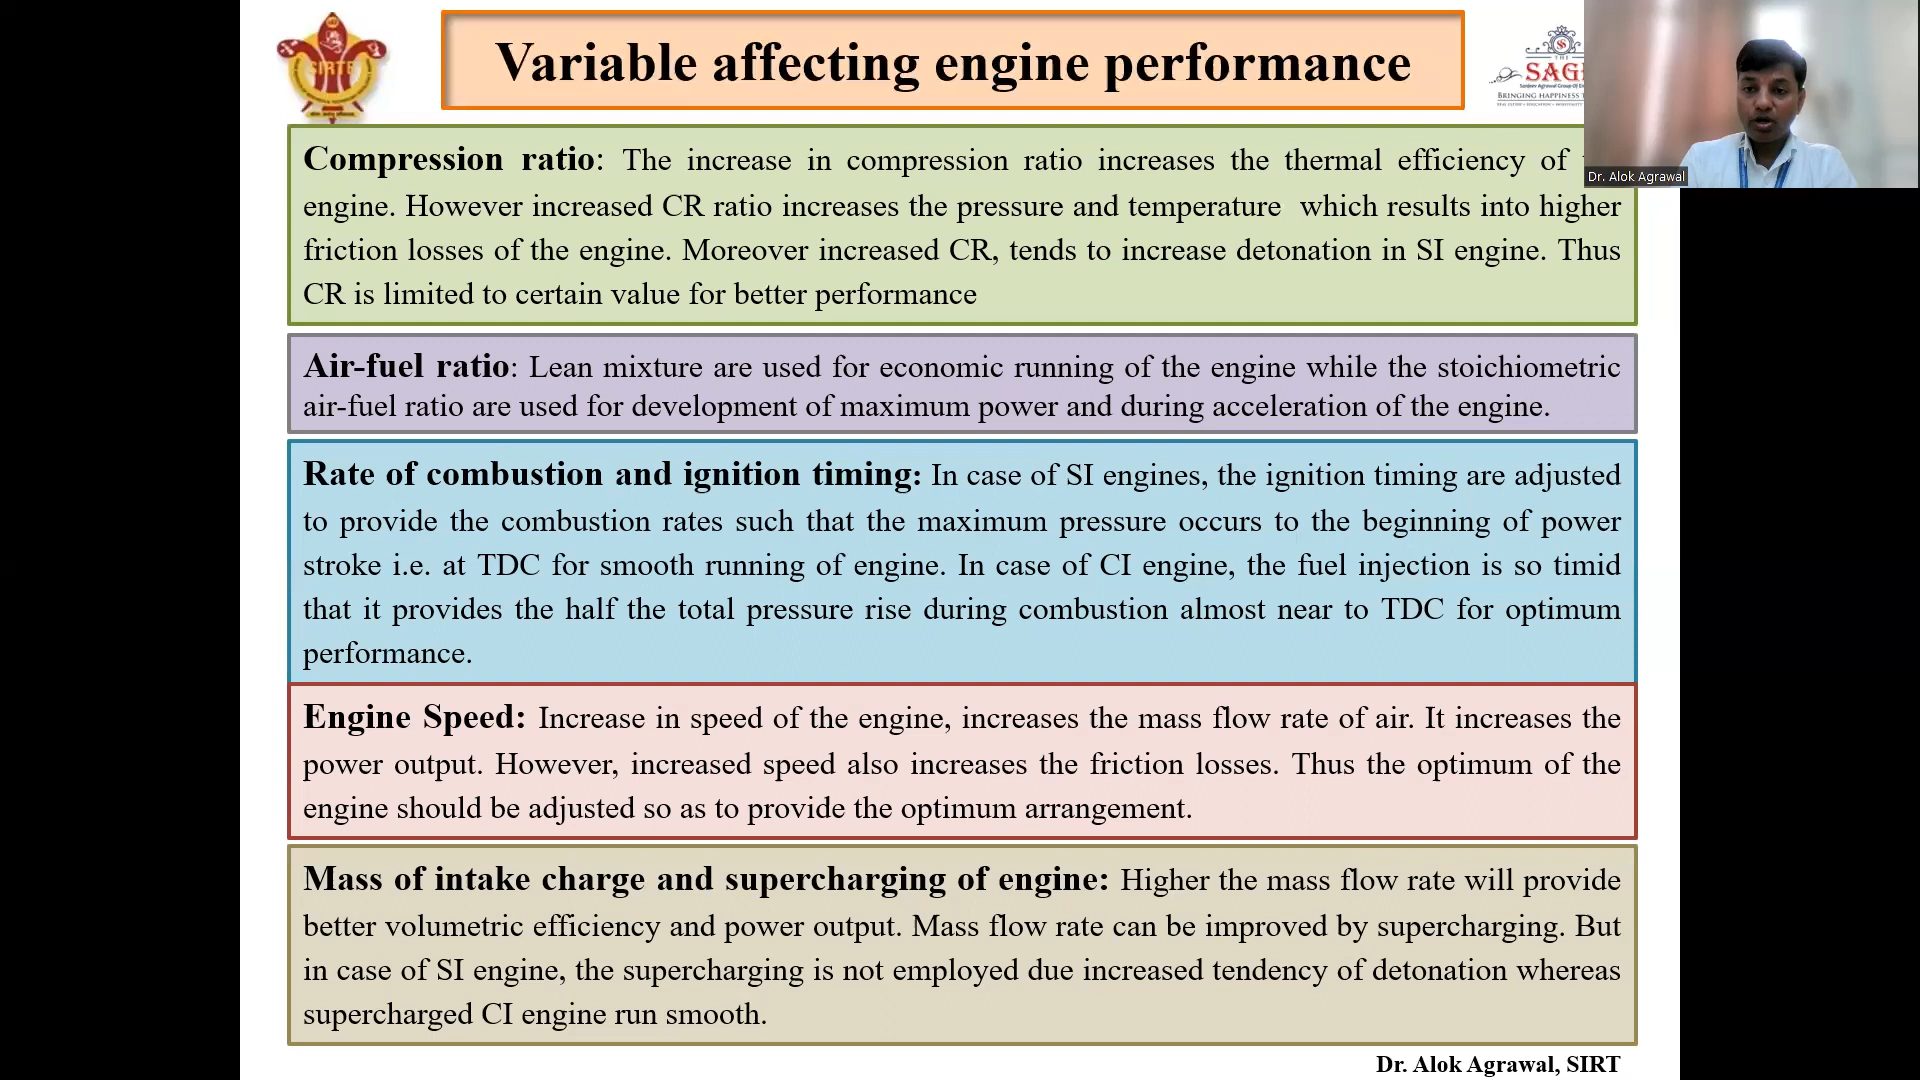 SIRTE
Variable affecting engine performance
THE
SAG
BRINGING HAPPINESS
Dr. Alok Agrawal
Compression ratio: The increase in compression ratio increases the thermal efficiency of
engine. However increased CR ratio increases the pressure and temperature which results into higher
friction losses of the engine. Moreover increased CR, tends to increase detonation in SI engine. Thus
CR is limited to certain value for better performance
Air-fuel ratio: Lean mixture are used for economic running of the engine while the stoichiometric
air-fuel ratio are used for development of maximum power and during acceleration of the engine.
Rate of combustion and ignition timing: In case of SI engines, the ignition timing are adjusted
to provide the combustion rates such that the maximum pressure occurs to the beginning of power
stroke i.e. at TDC for smooth running of engine. In case of CI engine, the fuel injection is so timid
that it provides the half the total pressure rise during combustion almost near to TDC for optimum
performance.
Engine Speed: Increase in speed of the engine, increases the mass flow rate of air. It increases the
power output. However, increased speed also increases the friction losses. Thus the optimum of the
engine should be adjusted so as to provide the optimum arrangement.
Mass of intake charge and supercharging of engine: Higher the mass flow rate will provide
better volumetric efficiency and power output. Mass flow rate can be improved by supercharging. But
in case of SI engine, the supercharging is not employed due increased tendency of detonation whereas
supercharged CI engine run smooth.
Dr. Alok Agrawal, SIRT